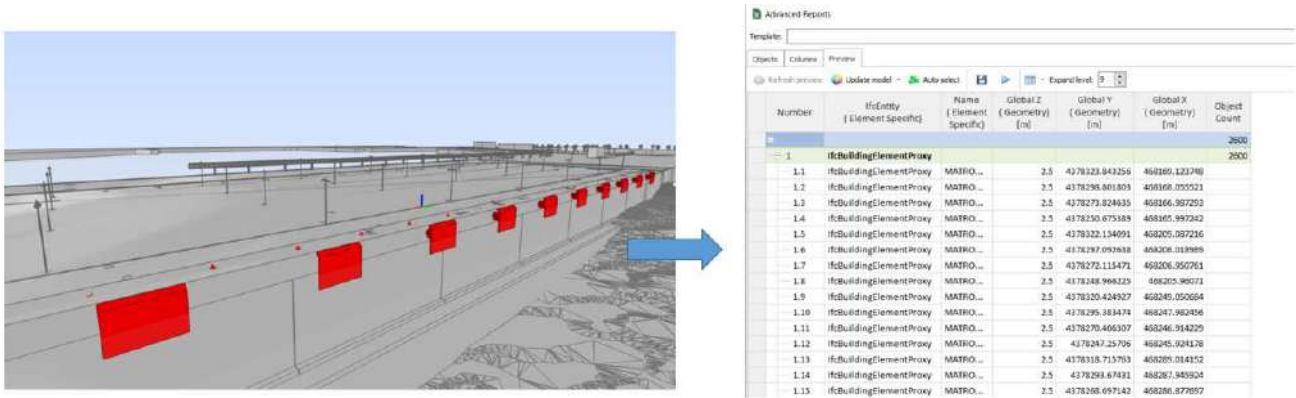 Advanced Reports
Template:
Objects Columns Preview
Refresh preview Update model Auto select Expand level: 9
Number IfcEntity (Element Specific) Name (Element Specific) Global Z (Geometry) [m] Global Y (Geometry) [m] Global X (Geometry) [m] Object Count
2600
1 IfcBuildingElementProxy 2600
1.1 IfcBuildingElementProxy MATRO... 2.5 4378323.843256 468169.123748
1.2 IfcBuildingElementProxy MATRO... 2.5 4378298.801803 468168.055521
1.3 IfcBuildingElementProxy MATRO... 2.5 4378273.824635 468166.987293
1.4 IfcBuildingElementProxy MATRO... 2.5 4378250.675389 468165.997242
1.5 IfcBuildingElementProxy MATRO... 2.5 4378322.134091 468209.087216
1.6 IfcBuildingElementProxy MATRO... 2.5 4378297.092638 468208.018989
1.7 IfcBuildingElementProxy MATRO... 2.5 4378272.115471 468206.950761
1.8 IfcBuildingElementProxy MATRO... 2.5 4378248.966225 468205.96071
1.9 IfcBuildingElementProxy MATRO... 2.5 4378320.424927 468249.050684
1.10 IfcBuildingElementProxy MATRO... 2.5 4378295.383474 468247.982456
1.11 IfcBuildingElementProxy MATRO... 2.5 4378270.406307 468246.914229
1.12 IfcBuildingElementProxy MATRO... 2.5 4378247.25706 468245.924178
1.13 IfcBuildingElementProxy MATRO... 2.5 4378318.715763 468289.014152
1.14 IfcBuildingElementProxy MATRO... 2.5 4378293.67431 468287.945924
1.15 IfcBuildingElementProxy MATRO... 2.5 4378268.697142 468286.877697